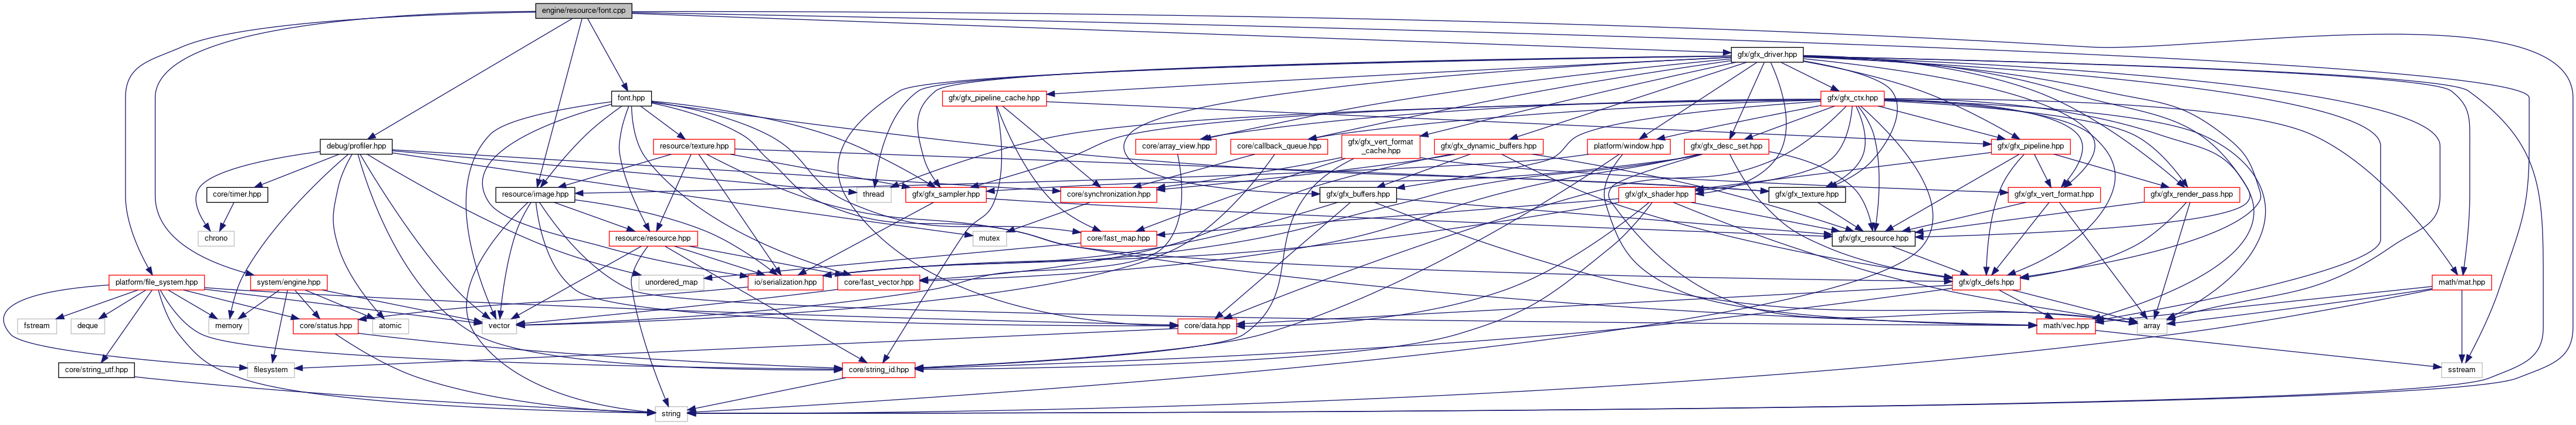 engine/resource/font.cpp
gfx/gfx_driver.hpp
font.hpp
gfx/gfx_pipeline_cache.hpp
gfx/gfx_ctx.hpp
debug/profiler.hpp
resource/texture.hpp
core/array_view.hpp
core/callback_queue.hpp
gfx/gfx_vert_format
_cache.hpp
gfx/gfx_dynamic_buffers.hpp
platform/window.hpp
gfx/gfx_desc_set.hpp
gfx/gfx_pipeline.hpp
core/timer.hpp
resource/image.hpp
thread
gfx/gfx_sampler.hpp
core/synchronization.hpp
gfx/gfx_buffers.hpp
gfx/gfx_shader.hpp
gfx/gfx_texture.hpp
gfx/gfx_vert_format.hpp
gfx/gfx_render_pass.hpp
chrono
resource/resource.hpp
mutex
core/fast_map.hpp
gfx/gfx_resource.hpp
platform/file_system.hpp
system/engine.hpp
unordered_map
io/serialization.hpp
core/fast_vector.hpp
gfx/gfx_defs.hpp
math/mat.hpp
fstream
deque
memory
core/status.hpp
atomic
vector
core/data.hpp
math/vec.hpp
array
core/string_utf.hpp
filesystem
core/string_id.hpp
sstream
string